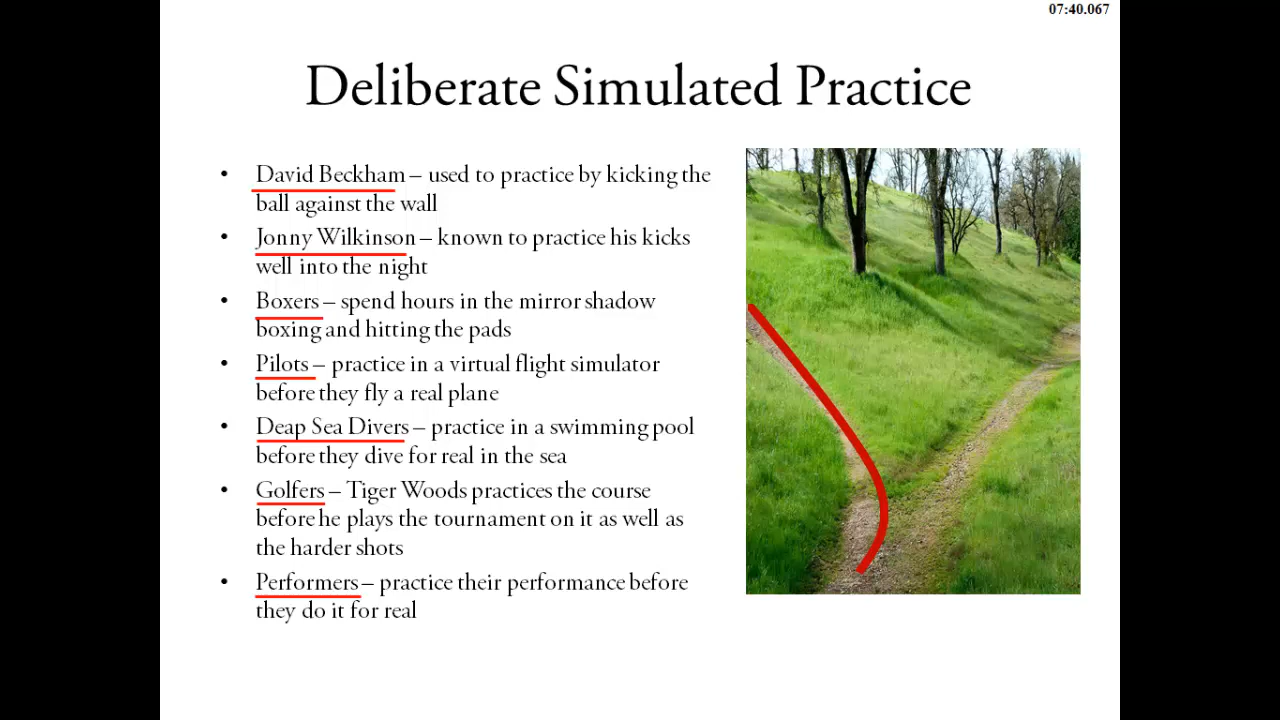 07:40.067
Deliberate Simulated Practice
• David Beckham – used to practice by kicking the
ball against the wall
• Jonny Wilkinson – known to practice his kicks
well into the night
• Boxers – spend hours in the mirror shadow
boxing and hitting the pads
• Pilots – practice in a virtual flight simulator
before they fly a real plane
• Deap Sea Divers – practice in a swimming pool
before they dive for real in the sea
• Golfers – Tiger Woods practices the course
before he plays the tournament on it as well as
the harder shots
• Performers – practice their performance before
they do it for real